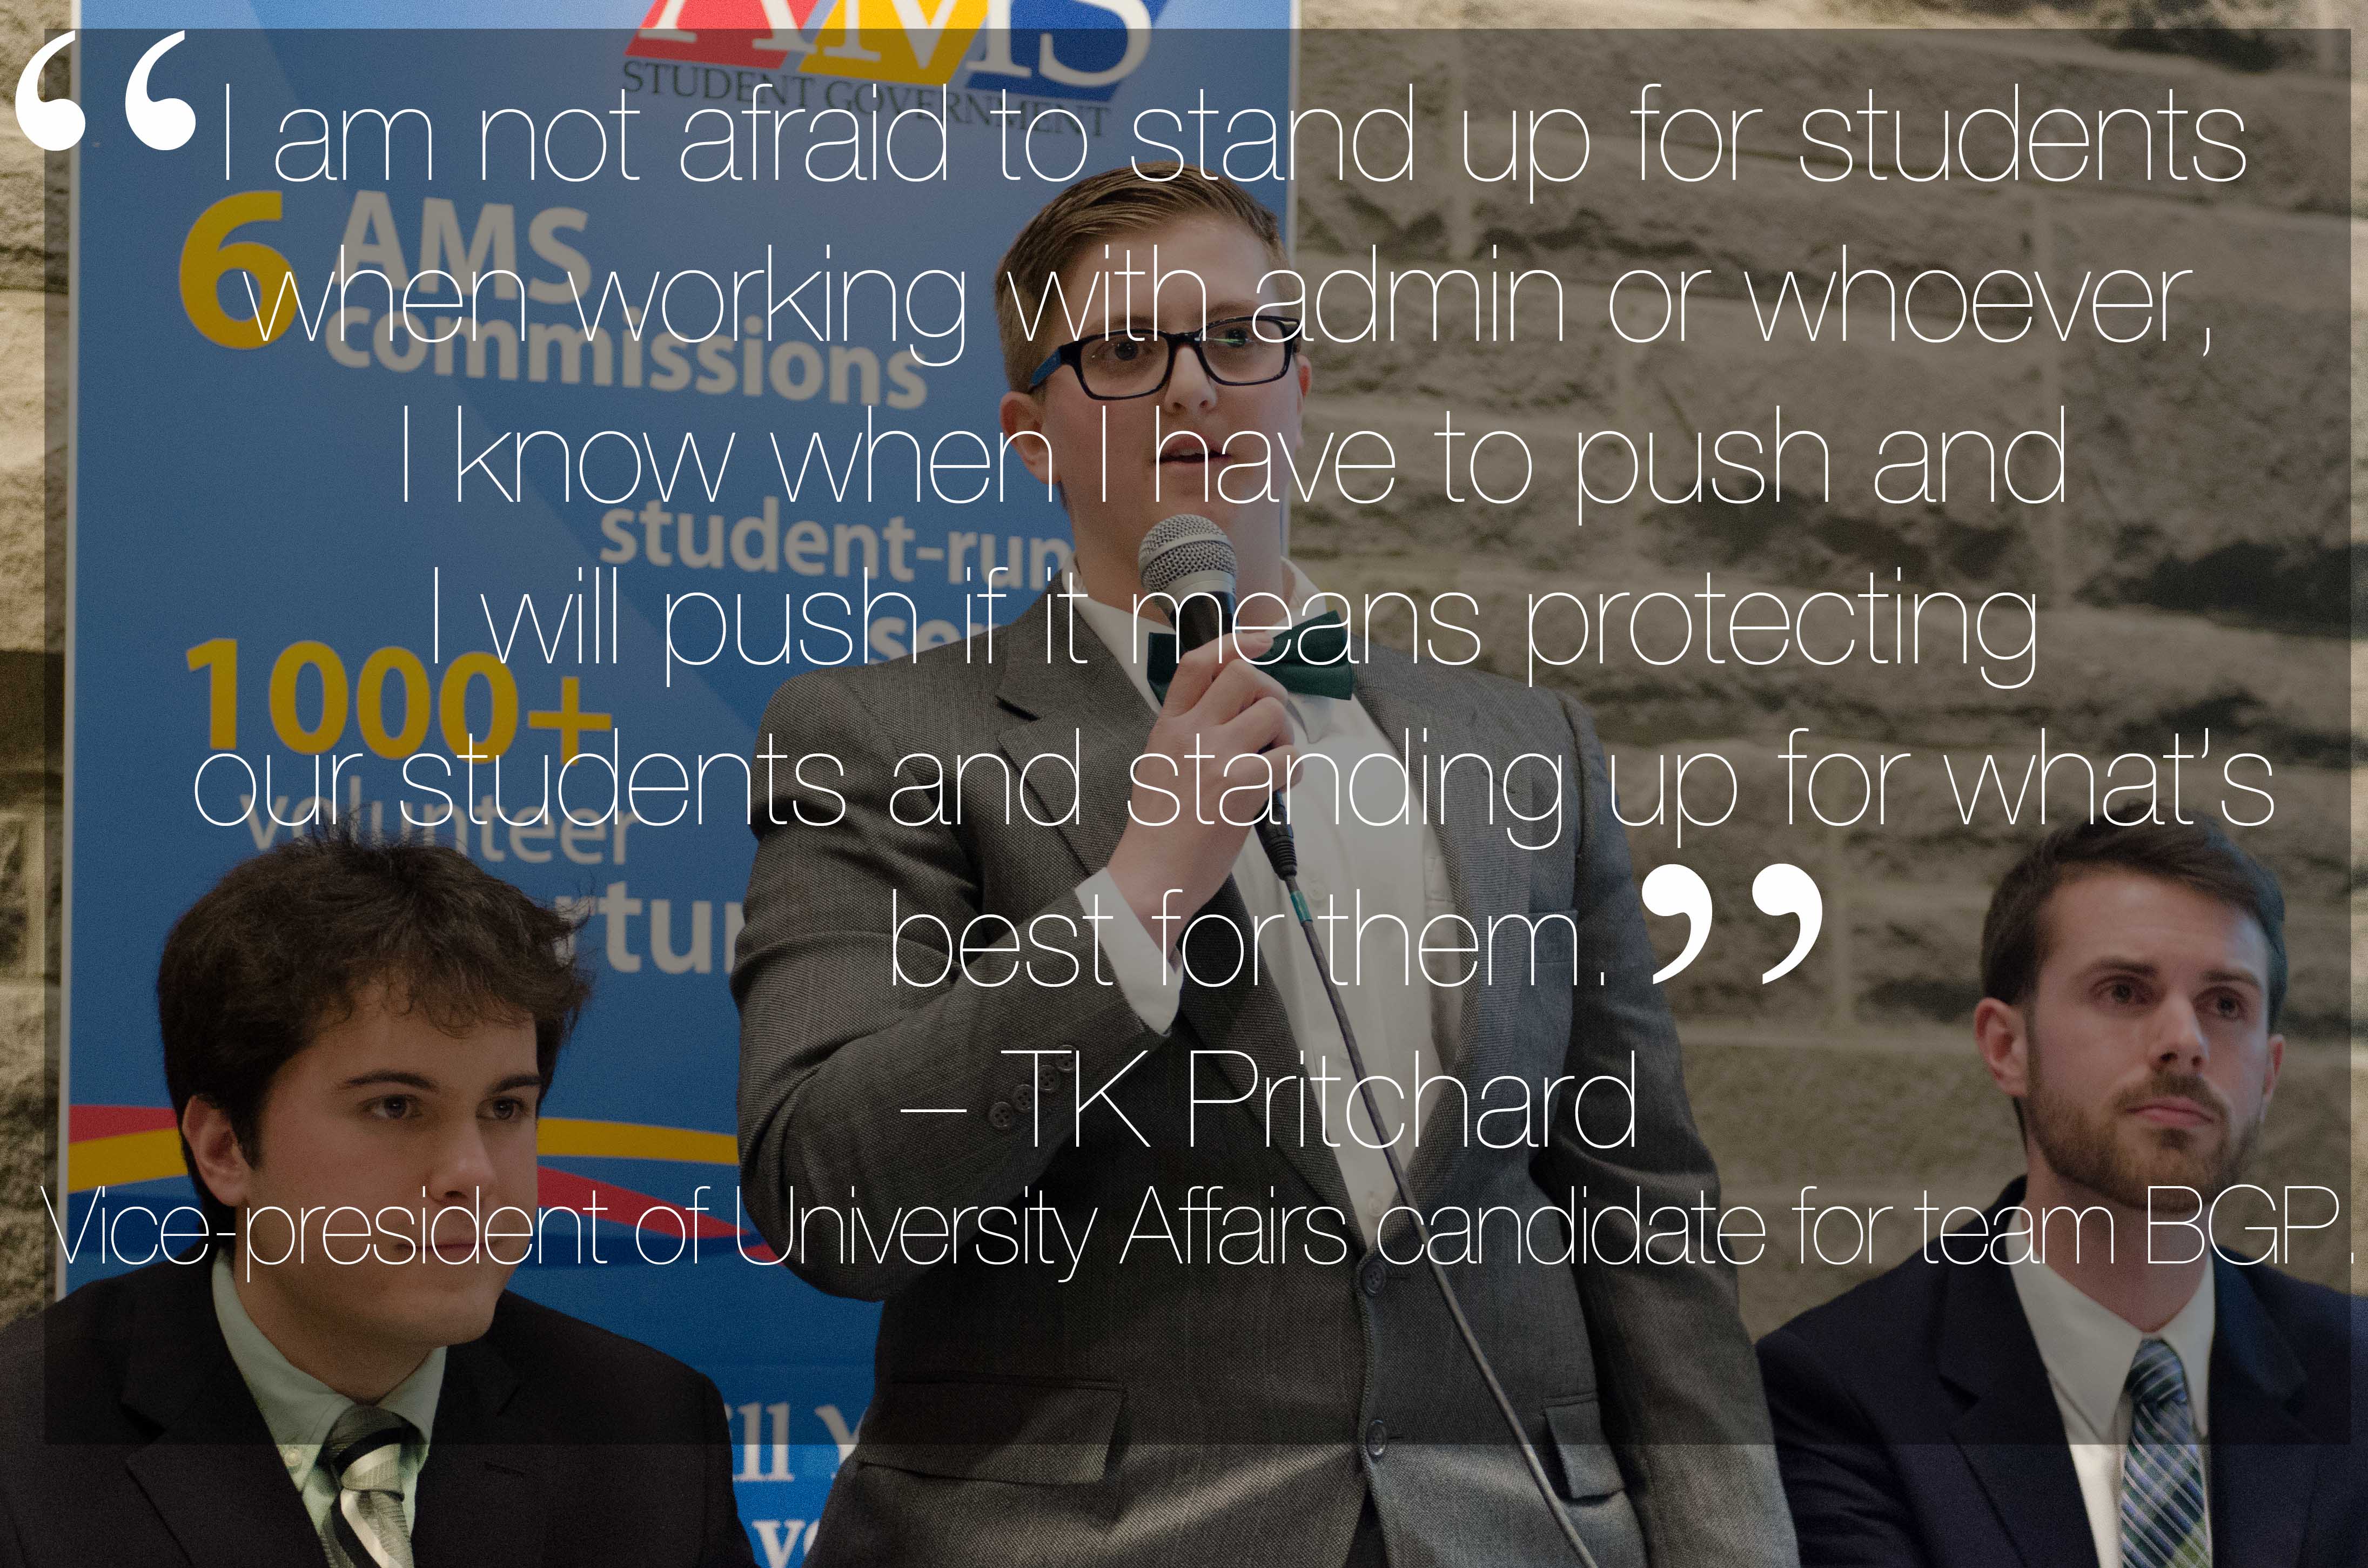 AMS
STUDENT GOVERNMENT
“I am not afraid to stand up for students
when working with admin or whoever,
I know when I have to push and
I will push if it means protecting
our students and standing up for what’s
best for them.”
– TK Pritchard
Vice-president of University Affairs candidate for team BGP.
6 AMS
commissions
student-run
1000+
volunteer